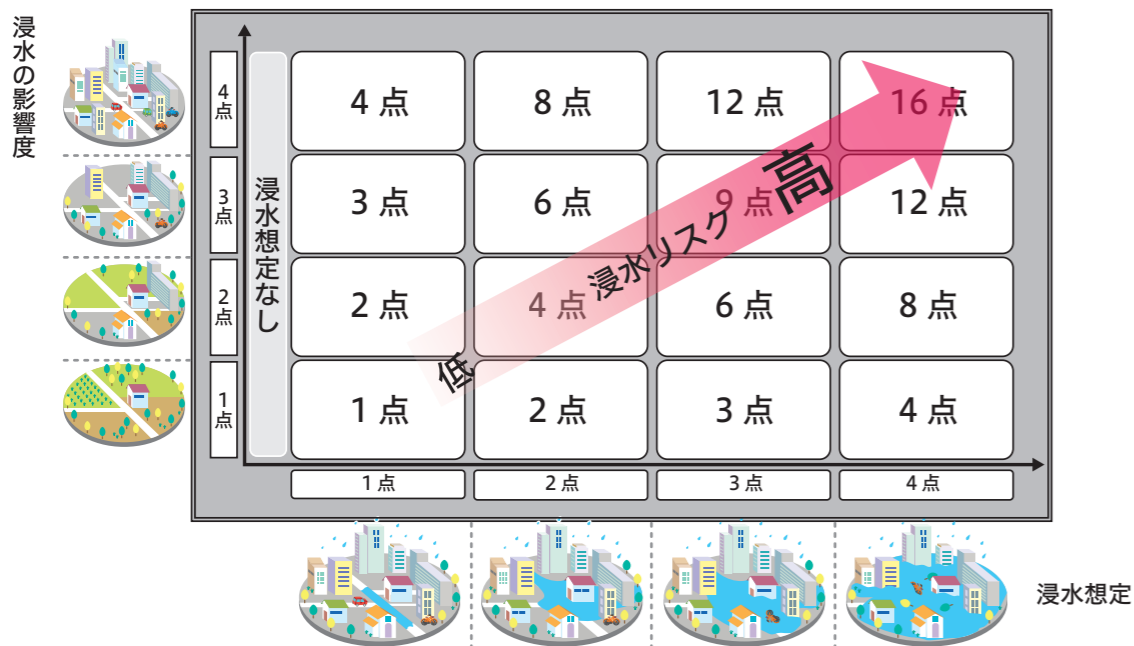 浸水の影響度
4点
4 点
8 点
12 点
16 点
3点
3 点
6 点
9 点
12 点
2点
2 点
4 点
6 点
8 点
1点
1 点
2 点
3 点
4 点
浸水想定なし
低 浸水リスク 高
1 点
2 点
3 点
4 点
浸水想定